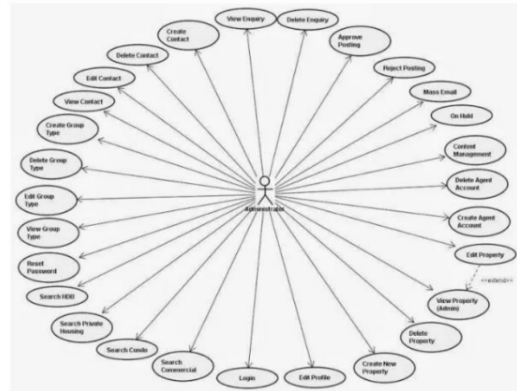 View Enquiry
Delete Enquiry
Create
Contact
Approve
Posting
Delete Contact
Reject Posting
Edit Contact
Mass Email
View Contact
On Hold
Create Group
Type
Content
Management
Delete Group
Type
Delete Agent
Account
Administrator
Edit Group
Type
Create Agent
Account
View Group
Type
Edit Property
Reset
Password
<<extend>>
Search HDB
View Property
(Admin)
Search Private
Housing
Delete
Property
Search Condo
Search
Commercial
Login
Edit Profile
Create New
Property